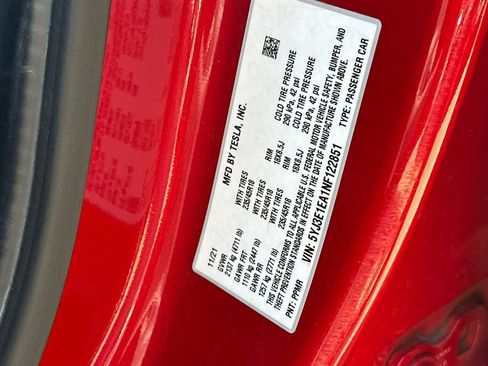 MFD BY TESLA, INC.
11/21
GVWR
2137 kg (4711 lb)
GAWR FRT WITH TIRES RIM COLD TIRE PRESSURE
1110 kg (2447 lb) 235/45R18 18X8.5J 290 kPa, 42 psi
GAWR RR WITH TIRES RIM COLD TIRE PRESSURE
1257 kg (2771 lb) 235/45R18 18X8.5J 290 kPa, 42 psi
THIS VEHICLE CONFORMS TO ALL APPLICABLE U.S. FEDERAL MOTOR VEHICLE SAFETY, BUMPER, AND
THEFT PREVENTION STANDARDS IN EFFECT ON THE DATE OF MANUFACTURE SHOWN ABOVE.
VIN: 5YJ3E1EA1NF122851 TYPE: PASSENGER CAR
PNT: PPMR